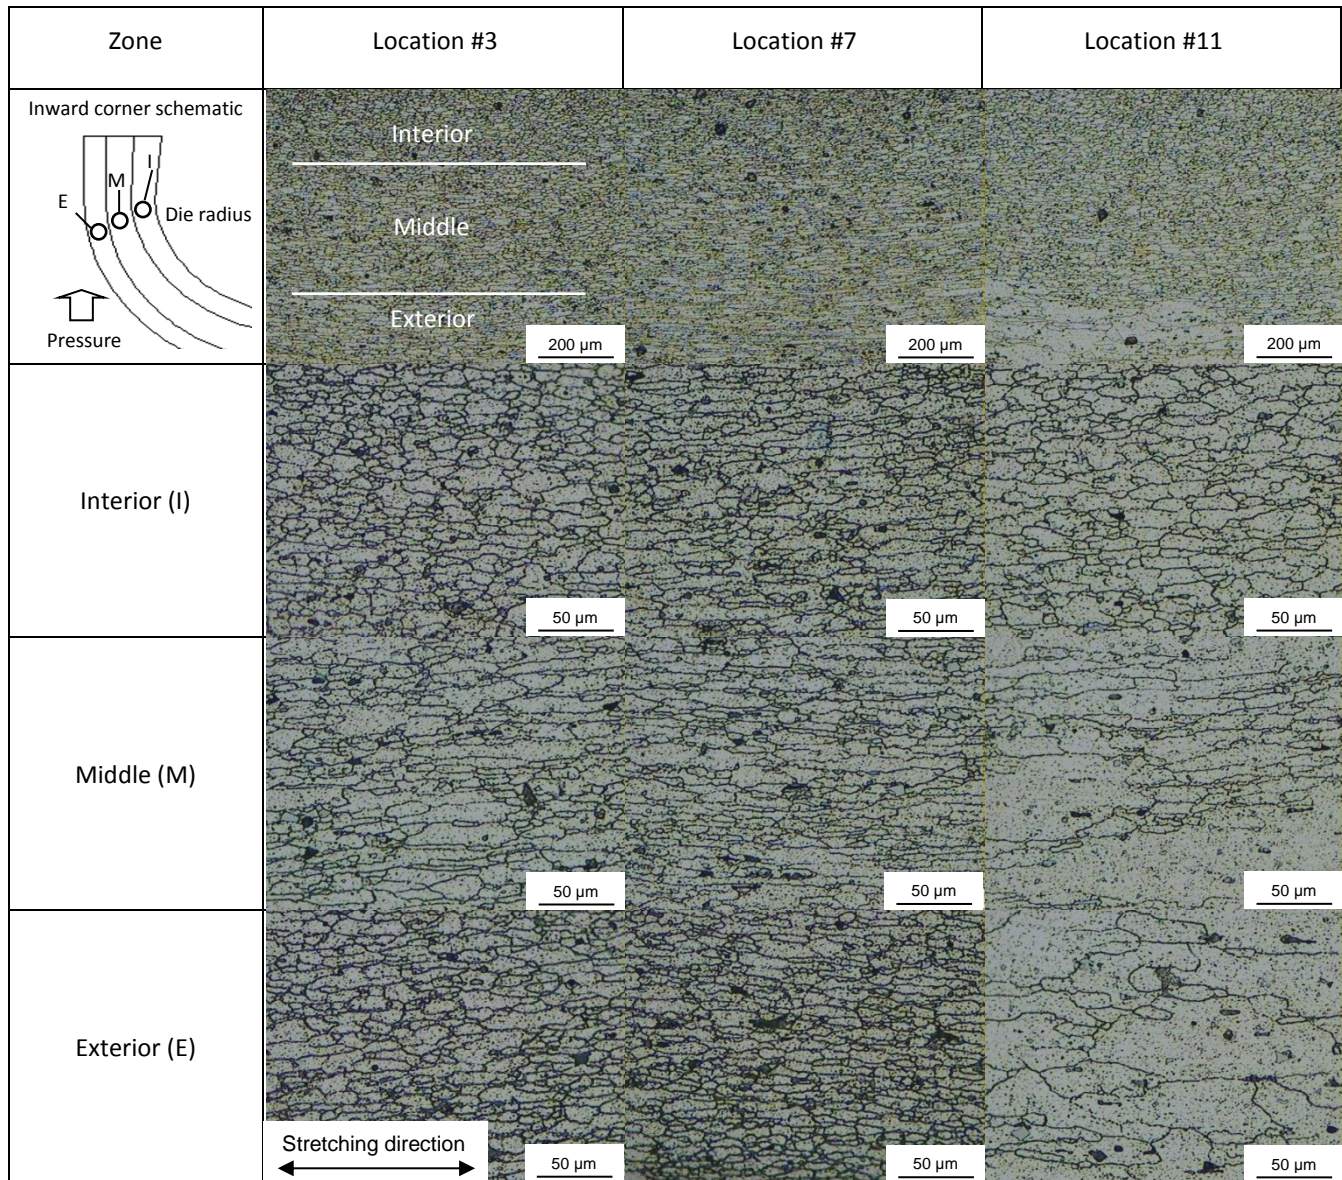 Zone
Location #3
Location #7
Location #11
Inward corner schematic
I
M
E
Die radius
Pressure
Interior
Middle
Exterior
200 µm
200 µm
200 µm
Interior (I)
50 µm
50 µm
50 µm
Middle (M)
50 µm
50 µm
50 µm
Exterior (E)
Stretching direction
50 µm
50 µm
50 µm